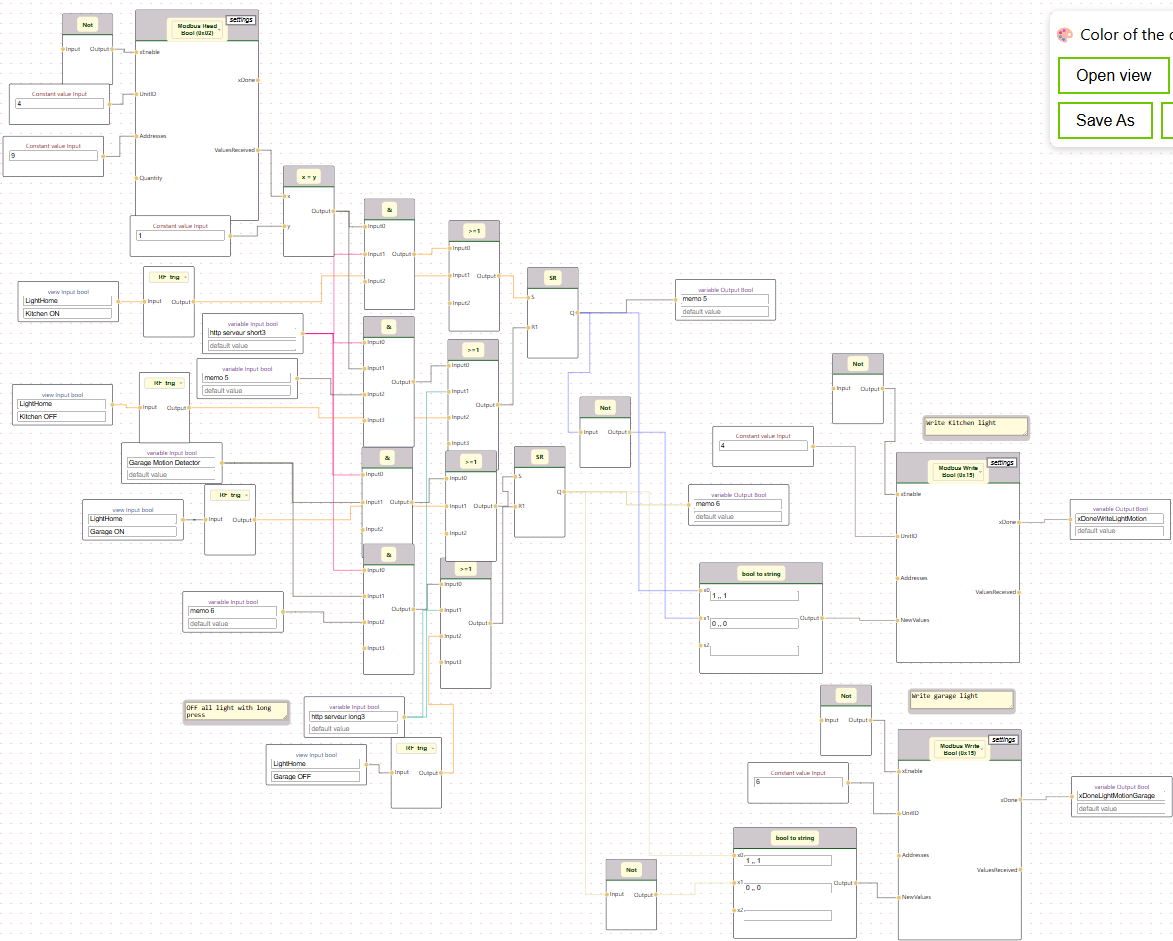 Not
Input Output
Modbus Head
Bool (0x02)
settings
xEnable
xDone
UnitID
Addresses
ValuesReceived
Quantity
Constant value Input
4
Constant value Input
9
Constant value Input
1
x = y
x
Output
y
&
Input0
Input1 Output
Input2
>=1
Input0
Input1 Output
Input2
SR
S
Q
R1
variable Output Bool
memo 5
default value
view Input bool
LightHome
Kitchen ON
RF trig
Input Output
variable Input bool
http serveur short3
default value
variable Input bool
memo 5
default value
&
Input0
Input1
Output
Input2
Input3
>=1
Input0
Input1
Output
Input2
Input3
view Input bool
LightHome
Kitchen OFF
RF trig
Input Output
Not
Input Output
variable Input bool
Garage Motion Detector
default value
view Input bool
LightHome
Garage ON
RF trig
Input Output
&
Input0
Input1 Output
Input2
>=1
Input0
Input1 Output
Input2
SR
S
Q
R1
variable Output Bool
memo 6
default value
&
Input0
Input1
Output
Input2
Input3
>=1
Input0
Input1
Output
Input2
Input3
variable Input bool
memo 6
default value
OFF all light with long
press
variable Input bool
http serveur long3
default value
view Input bool
LightHome
Garage OFF
RF trig
Input Output
Not
Input Output
Write Kitchen light
Constant value Input
4
Modbus Write
Bool (0x15)
settings
xEnable
xDone
UnitID
Addresses
ValuesReceived
NewValues
variable Output Bool
xDoneWriteLightMotion
default value
bool to string
x0
1 ,, 1
x1
0 ,, 0
Output
x2
Not
Input Output
Write garage light
Constant value Input
6
Modbus Write
Bool (0x15)
settings
xEnable
xDone
UnitID
Addresses
ValuesReceived
NewValues
variable Output Bool
xDoneLightMotionGarage
default value
bool to string
x0
1 ,, 1
x1
0 ,, 0
Output
x2
Not
Input Output
Color of the
Open view
Save As